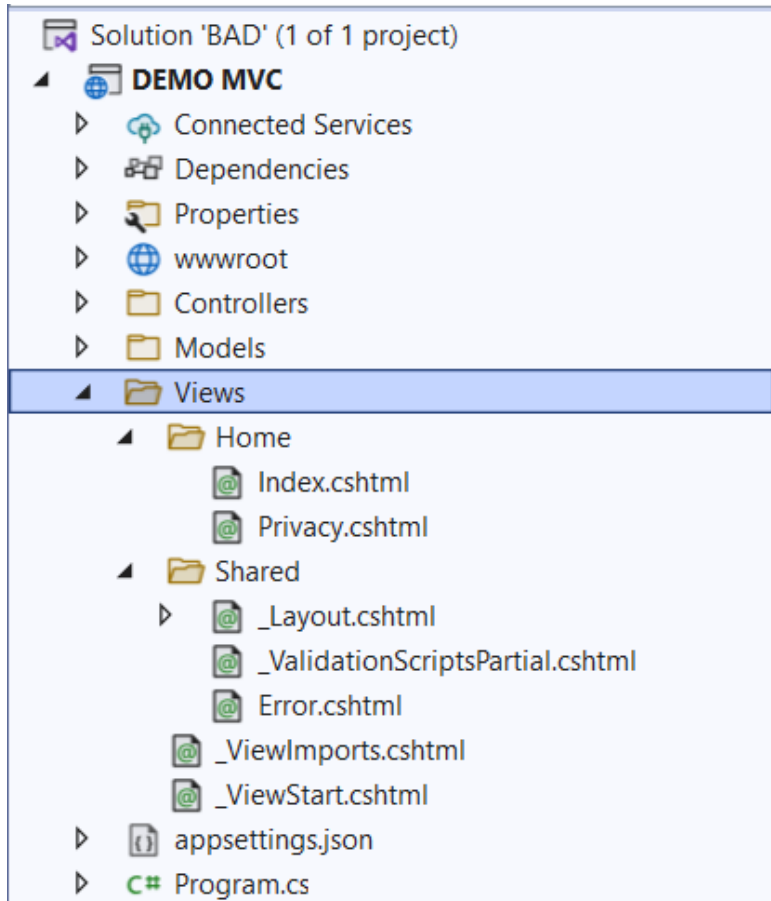 Solution 'BAD' (1 of 1 project)
DEMO MVC
Connected Services
Dependencies
Properties
wwwroot
Controllers
Models
Views
Home
Index.cshtml
Privacy.cshtml
Shared
_Layout.cshtml
_ValidationScriptsPartial.cshtml
Error.cshtml
_ViewImports.cshtml
_ViewStart.cshtml
appsettings.json
C# Program.cs